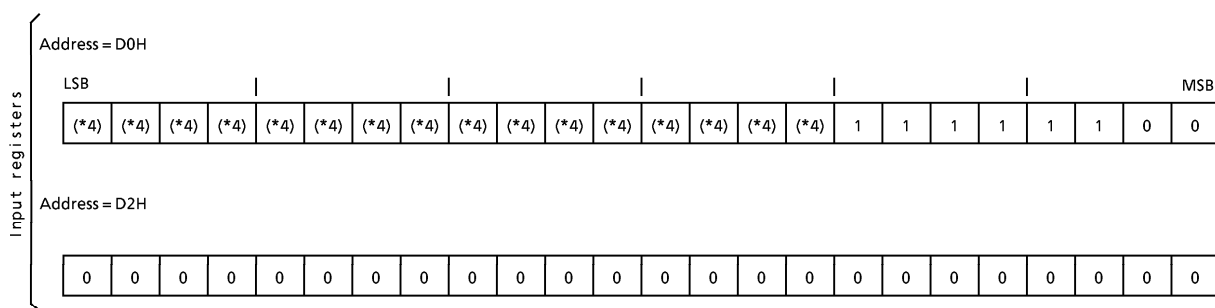 Input registers
Address = D0H
LSB MSB
(*4) (*4) (*4) (*4) (*4) (*4) (*4) (*4) (*4) (*4) (*4) (*4) (*4) (*4) (*4) (*4) 1 1 1 1 1 1 0 0
Address = D2H
0 0 0 0 0 0 0 0 0 0 0 0 0 0 0 0 0 0 0 0 0 0 0 0